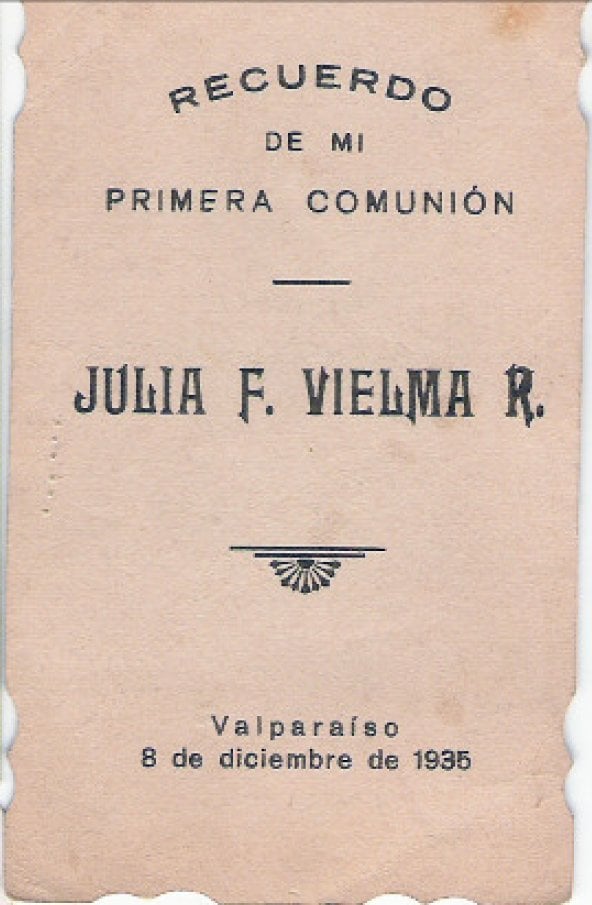 RECUERDO
DE MI
PRIMERA COMUNIÓN
JULIA F. VIELMA R.
Valparaíso
8 de diciembre de 1935